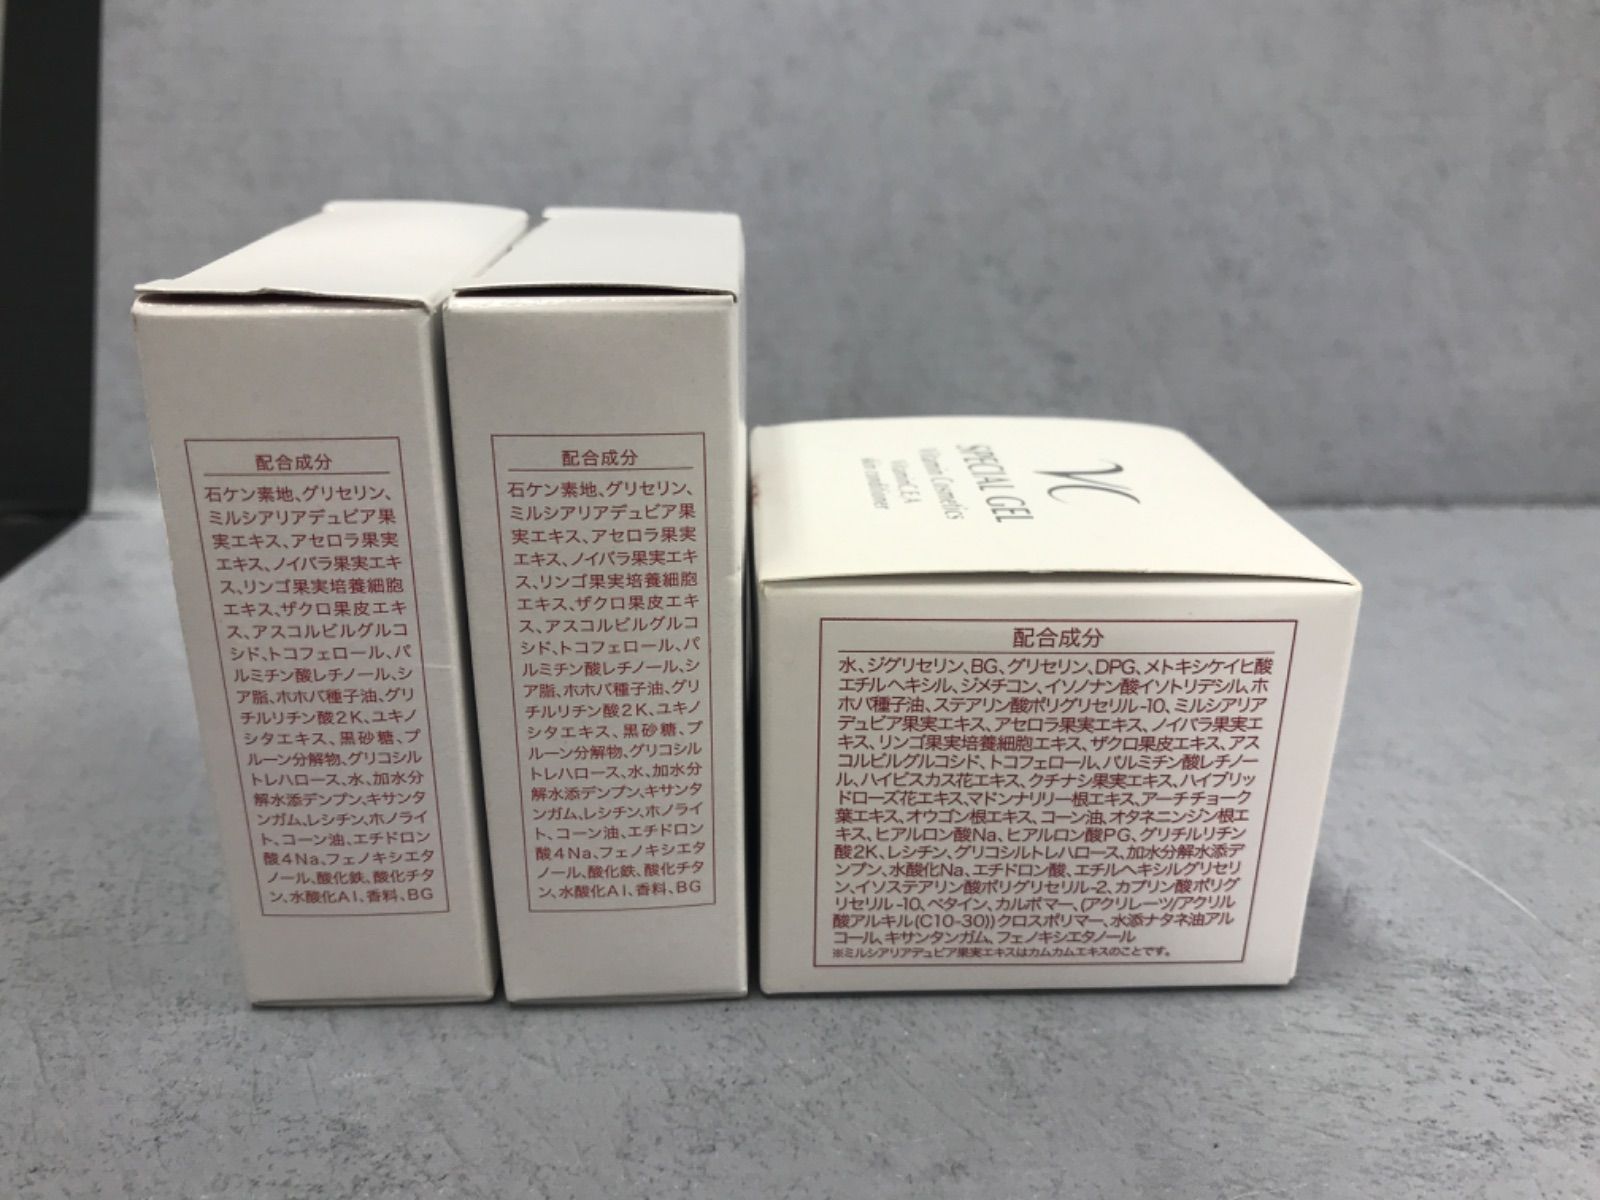 配合成分
石ケン素地、グリセリン、
ミルシアリアデュビア果
実エキス、アセロラ果実
エキス、ノイバラ果実エキ
ス、リンゴ果実培養細胞
エキス、ザクロ果皮エキ
ス、アスコルビルグルコ
シド、トコフェロール、パ
ルミチン酸レチノール、シ
ア脂、ホホバ種子油、グリ
チルリチン酸2K、ユキノ
シタエキス、黒砂糖、プ
ルーン分解物、グリコシル
トレハロース、水、加水分
解水添デンプン、キサンタ
ンガム、レシチン、ホノライ
ト、コーン油、エチドロン
酸4Na、フェノキシエタ
ノール、酸化鉄、酸化チタ
ン、水酸化Al、香料、BG
配合成分
石ケン素地、グリセリン、
ミルシアリアデュビア果
実エキス、アセロラ果実
エキス、ノイバラ果実エキ
ス、リンゴ果実培養細胞
エキス、ザクロ果皮エキ
ス、アスコルビルグルコ
シド、トコフェロール、パ
ルミチン酸レチノール、シ
ア脂、ホホバ種子油、グリ
チルリチン酸2K、ユキノ
シタエキス、黒砂糖、プ
ルーン分解物、グリコシル
トレハロース、水、加水分
解水添デンプン、キサンタ
ンガム、レシチン、ホノライ
ト、コーン油、エチドロン
酸4Na、フェノキシエタ
ノール、酸化鉄、酸化チタ
ン、水酸化Al、香料、BG
VC
SPECIAL GEL
Vitamin Cosmetics
Vitamin C.E.A
skin conditioner
配合成分
水、ジグリセリン、BG、グリセリン、DPG、メトキシケイヒ酸
エチルヘキシル、ジメチコン、イソノナン酸イソトリデシル、ホ
ホバ種子油、ステアリン酸ポリグリセリル-10、ミルシアリア
デュビア果実エキス、アセロラ果実エキス、ノイバラ果実エ
キス、リンゴ果実培養細胞エキス、ザクロ果皮エキス、アス
コルビルグルコシド、トコフェロール、パルミチン酸レチノー
ル、ハイビスカス花エキス、クチナシ果実エキス、ハイブリッ
ドローズ花エキス、マドンナリリー根エキス、アーチチョーク
葉エキス、オウゴン根エキス、コーン油、オタネニンジン根エ
キス、ヒアルロン酸Na、ヒアルロン酸PG、グリチルリチン
酸2K、レシチン、グリコシルトレハロース、加水分解水添デ
ンプン、水酸化Na、エチドロン酸、エチルヘキシルグリセリ
ン、イソステアリン酸ポリグリセリル-2、カプリン酸ポリグ
リセリル-10、ベタイン、カルボマー、(アクリレーツ/アクリル
酸アルキル(C10-30))クロスポリマー、水添ナタネ油アル
コール、キサンタンガム、フェノキシエタノール
※ミルシアリアデュビア果実エキスはカムカムエキスのことです。